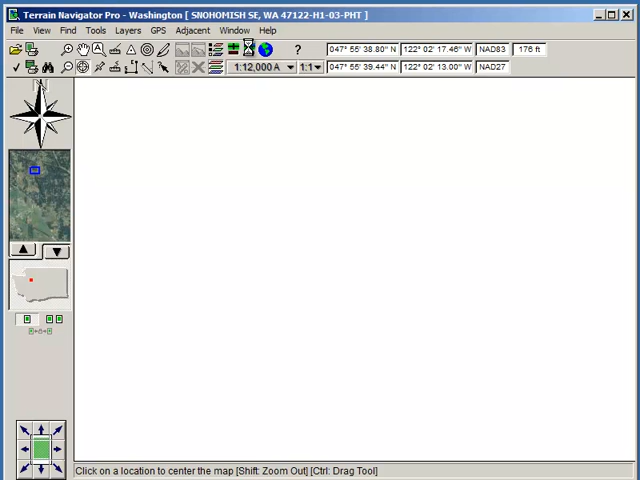 Terrain Navigator Pro - Washington [ SNOHOMISH SE, WA 47122-H1-03-PHT ]
File View Find Tools Layers GPS Adjacent Window Help
047° 55' 38.80" N 122° 02' 17.46" W NAD83 176 ft
1:12,000 A 1:1 047° 55' 39.44" N 122° 02' 13.00" W NAD27
N
Click on a location to center the map [Shift: Zoom Out] [Ctrl: Drag Tool]